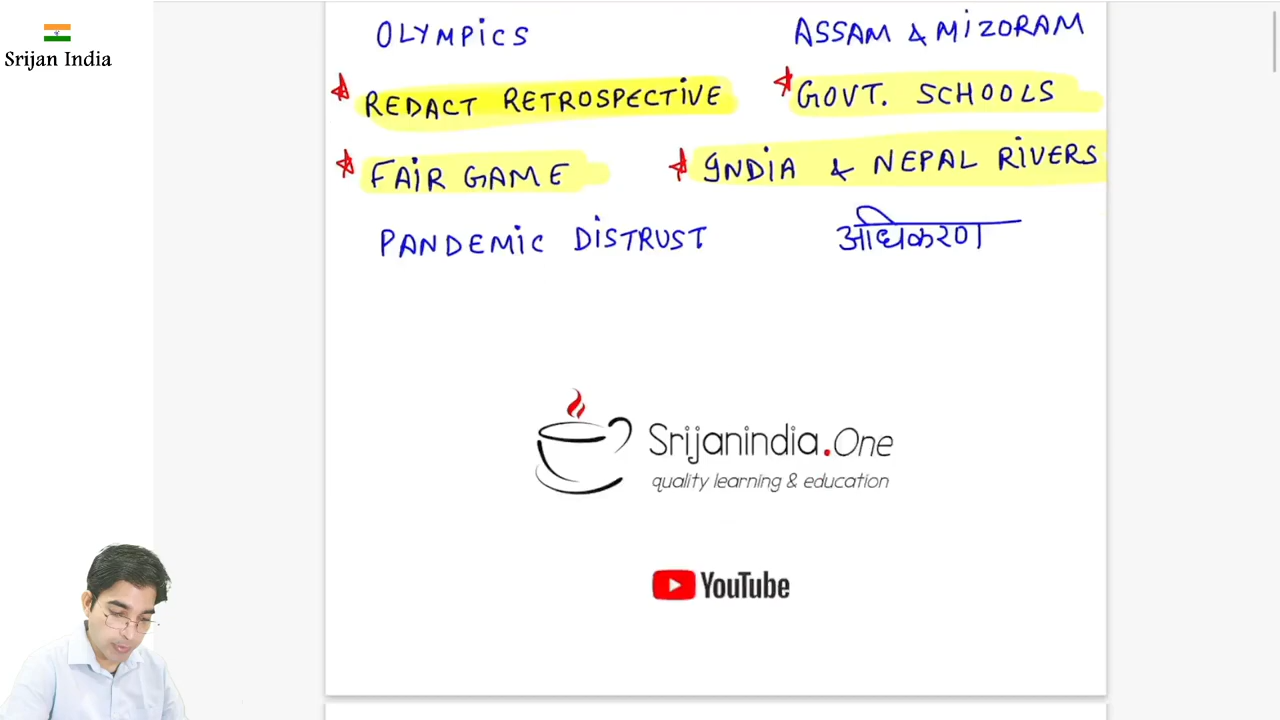 Srijan India
OLYMPICS
ASSAM & MIZORAM
REDACT RETROSPECTIVE
GOVT. SCHOOLS
FAIR GAME
INDIA & NEPAL RIVERS
PANDEMIC DISTRUST
अधिकरण
Srijanindia.One
quality learning & education
YouTube